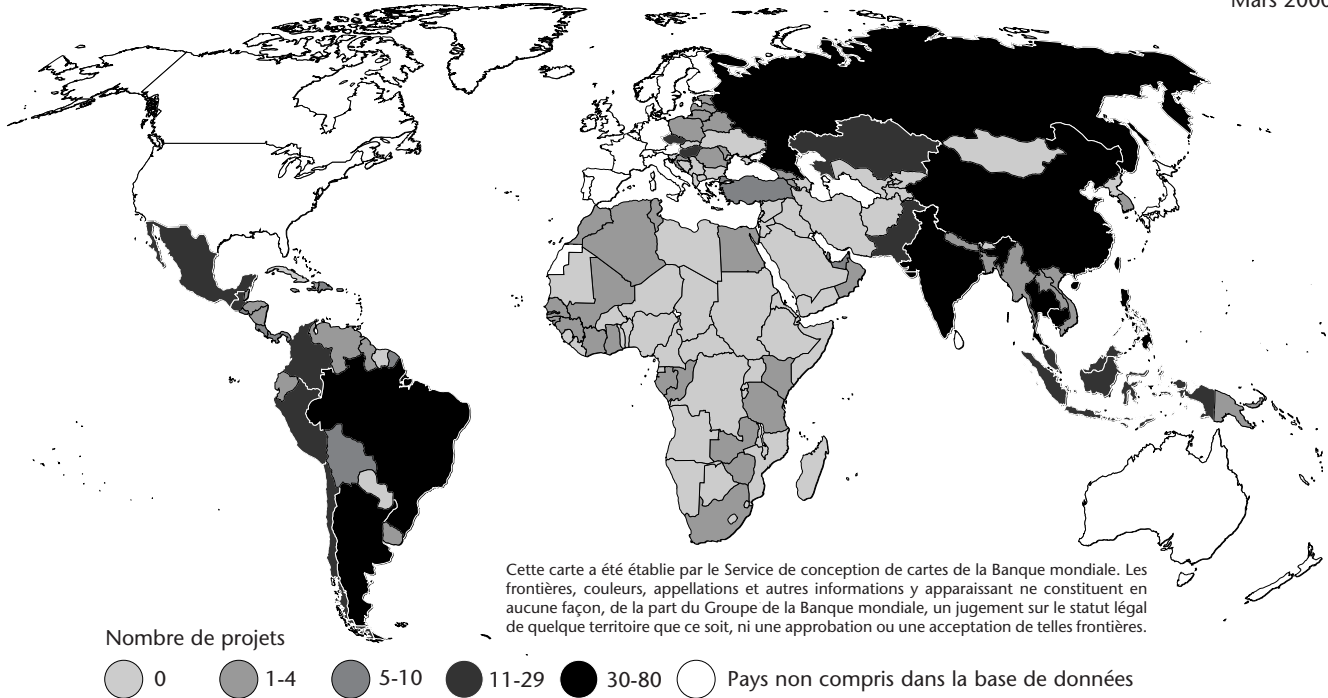 Mars 2000
Cette carte a été établie par le Service de conception de cartes de la Banque mondiale. Les
frontières, couleurs, appellations et autres informations y apparaissant ne constituent en
aucune façon, de la part du Groupe de la Banque mondiale, un jugement sur le statut légal
de quelque territoire que ce soit, ni une approbation ou une acceptation de telles frontières.
Nombre de projets
0 1-4 5-10 11-29 30-80 Pays non compris dans la base de données